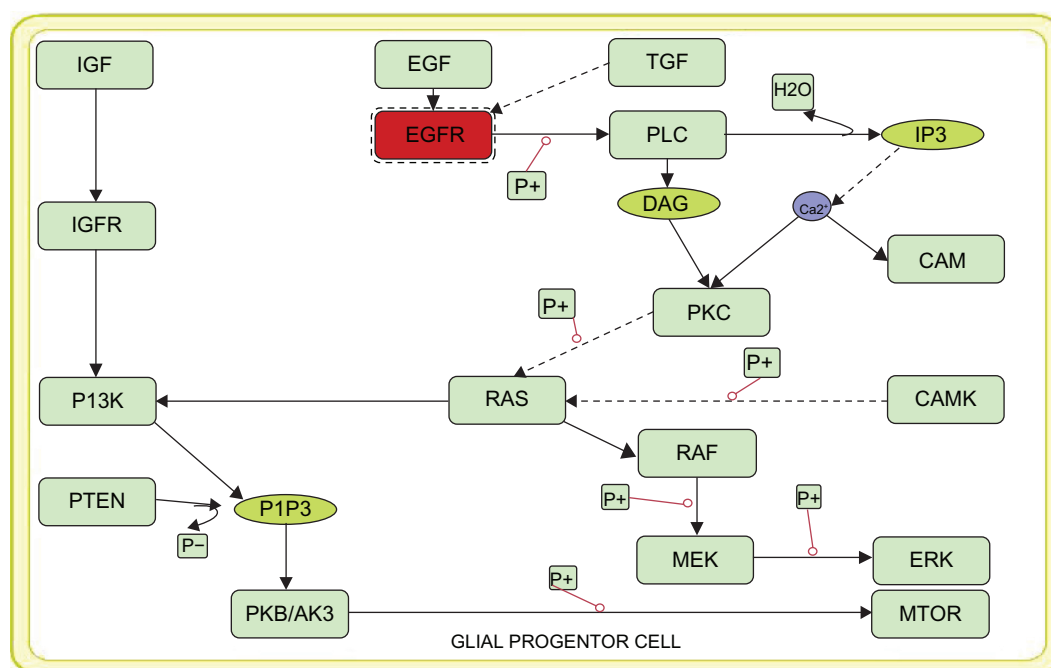 IGF
EGF
TGF
H2O
EGFR
PLC
IP3
P+
DAG
Ca2+
IGFR
CAM
P+
PKC
P+
P13K
RAS
CAMK
RAF
PTEN
P1P3
P+
P+
P−
MEK
ERK
P+
PKB/AK3
MTOR
GLIAL PROGENTOR CELL